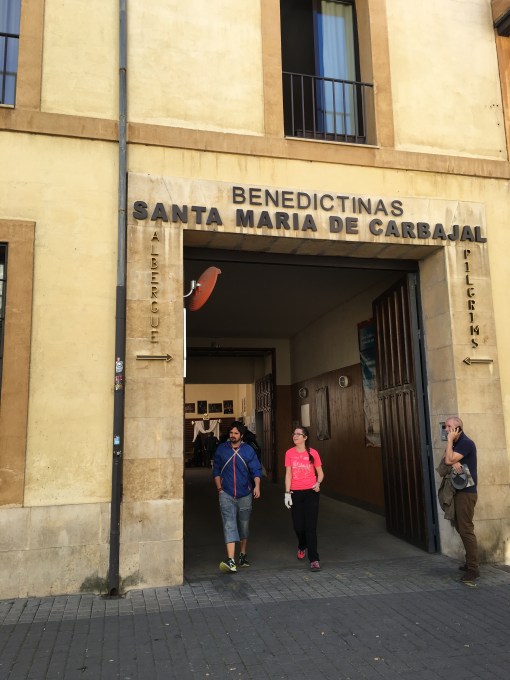 BENEDICTINAS
SANTA MARIA DE CARBAJAL
ALBERGUE
PILGRIMS